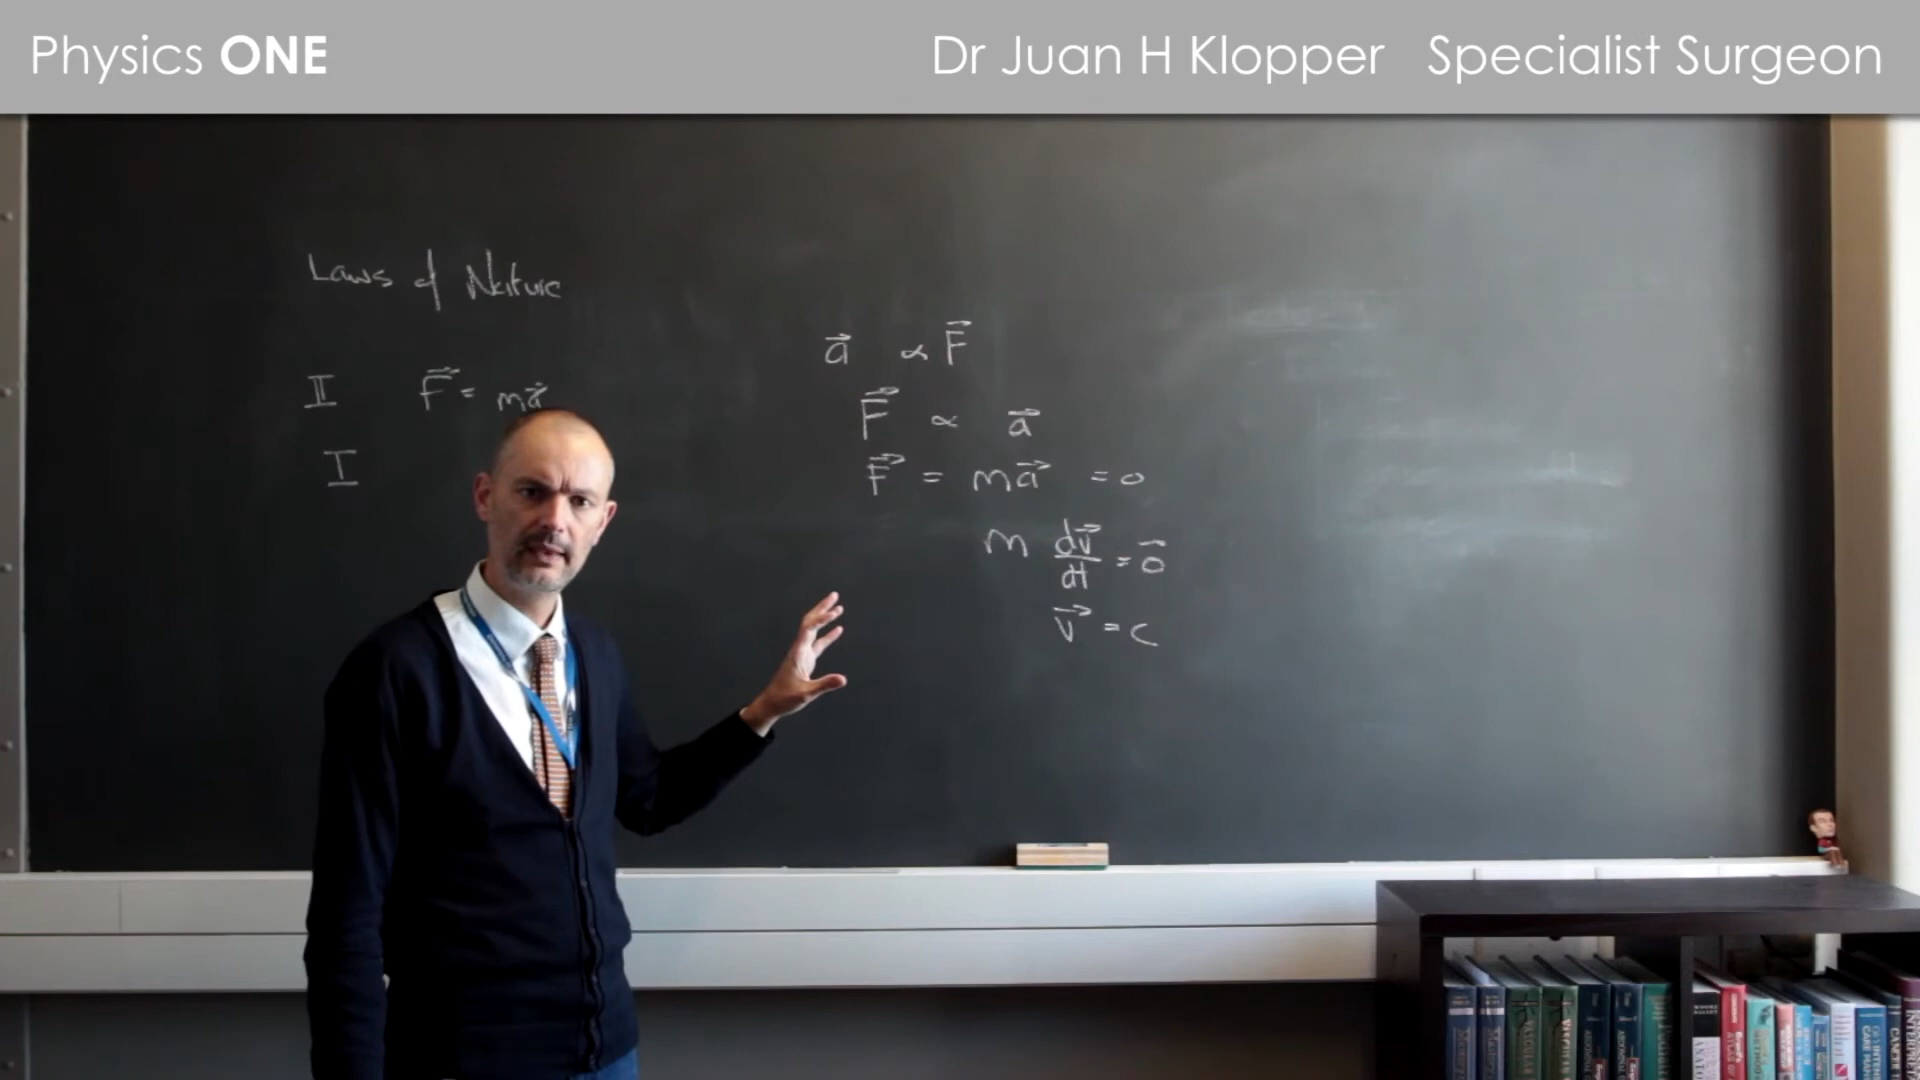 Physics ONE
Dr Juan H Klopper Specialist Surgeon
Laws of Nature
II F⃗ = ma⃗
I
a⃗ ∝ F⃗
F⃗ ∝ a⃗
F⃗ = ma⃗ = 0
m dv⃗/dt = 0⃗
v⃗ = c